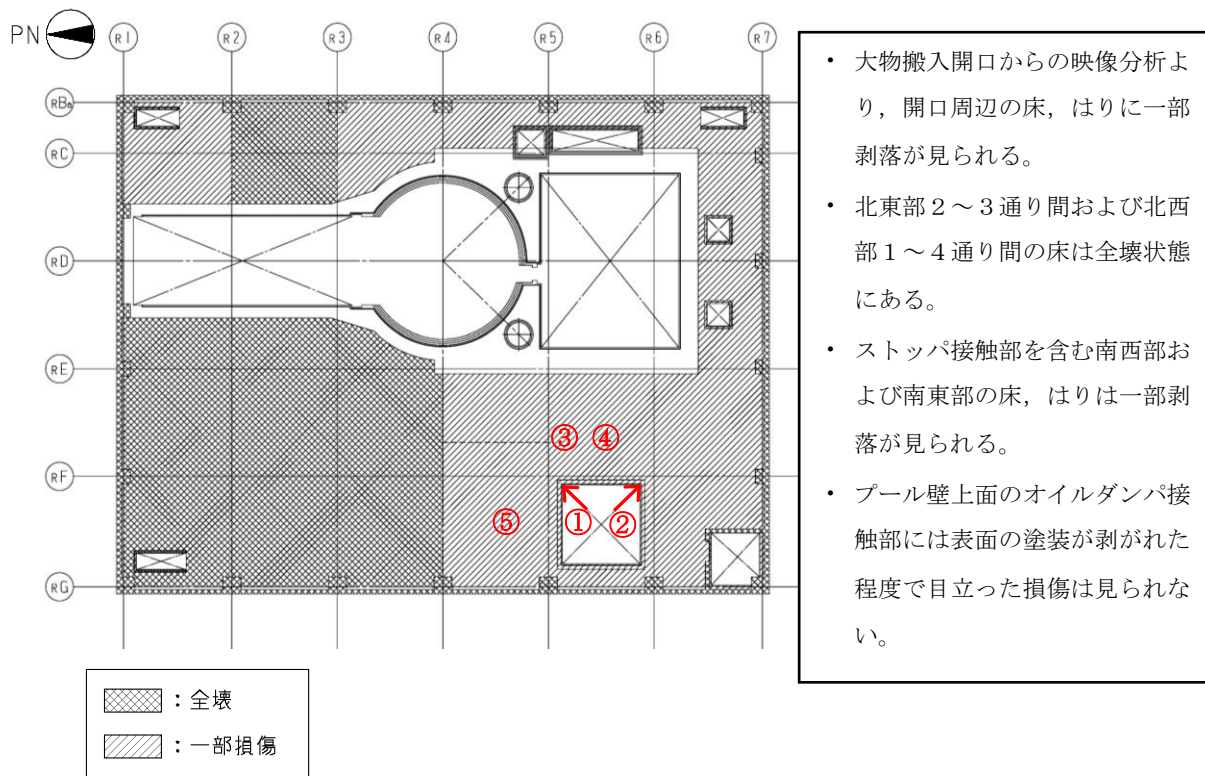 PN
R1 R2 R3 R4 R5 R6 R7
RBa
RC
RD
RE
RF
RG
③ ④
⑤ ① ②
：全壊
：一部損傷
・ 大物搬入開口からの映像分析よ
り，開口周辺の床，はりに一部
剥落が見られる。
・ 北東部２～３通り間および北西
部１～４通り間の床は全壊状態
にある。
・ ストッパ接触部を含む南西部お
よび南東部の床，はりは一部剥
落が見られる。
・ プール壁上面のオイルダンパ接
触部には表面の塗装が剥がれた
程度で目立った損傷は見られな
い。